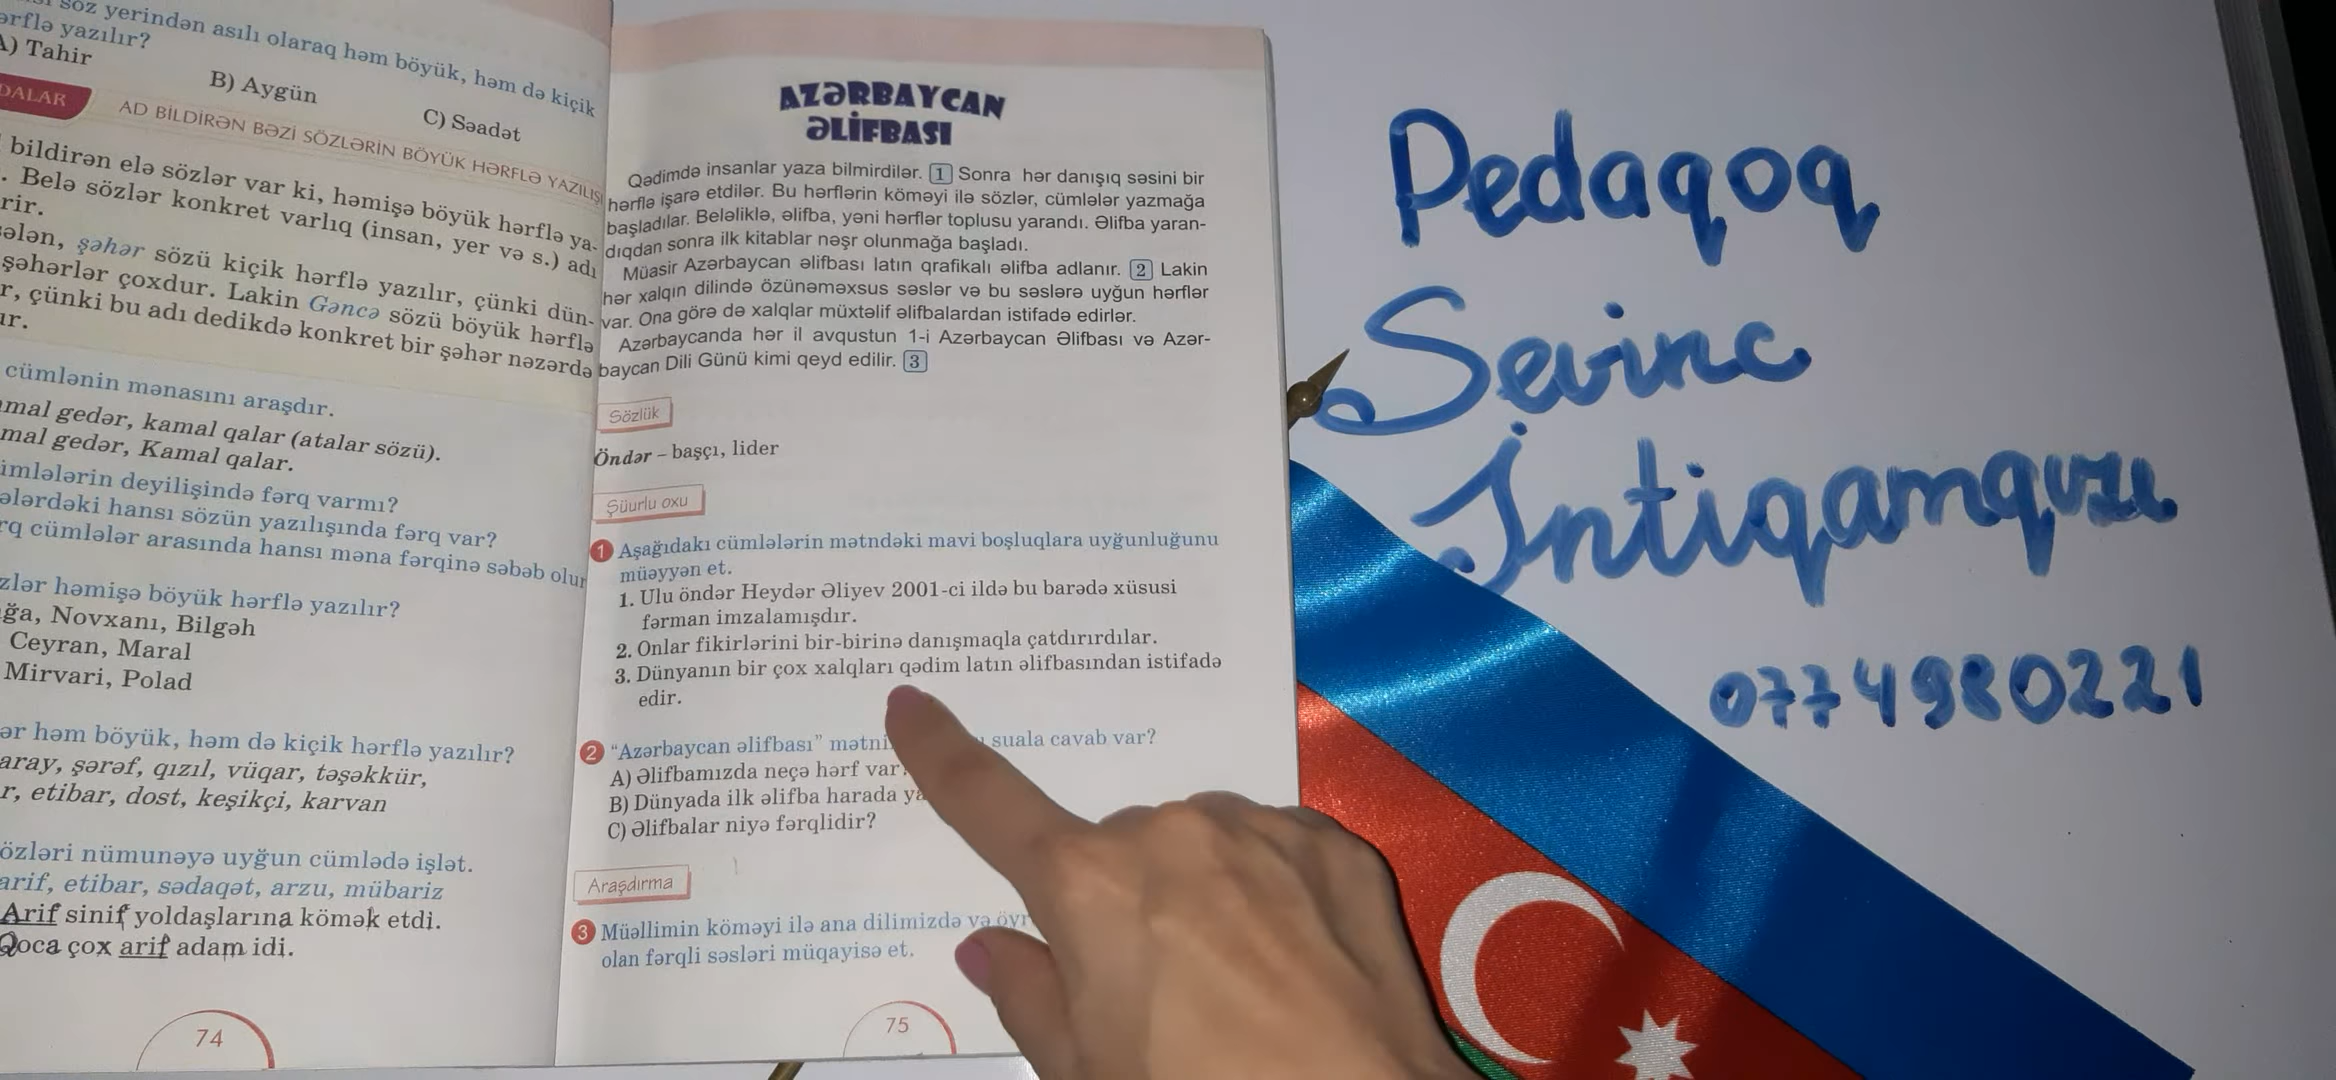 söz yerindən asılı olaraq həm böyük, həm də kiçik
ərflə yazılır?
A) Tahir
B) Aygün
C) Səadət
DALAR
AD BİLDİRƏN BƏZİ SÖZLƏRİN BÖYÜK HƏRFLƏ YAZILIŞI
bildirən elə sözlər var ki, həmişə böyük hərflə ya-
. Belə sözlər konkret varlıq (insan, yer və s.) adı
rir.
ələn, şəhər sözü kiçik hərflə yazılır, çünki dün-
şəhərlər çoxdur. Lakin Gəncə sözü böyük hərflə
r, çünki bu adı dedikdə konkret bir şəhər nəzərdə
ır.
cümlənin mənasını araşdır.
mal gedər, kamal qalar (atalar sözü).
mal gedər, Kamal qalar.
imlələrin deyilişində fərq varmı?
ələrdəki hansı sözün yazılışında fərq var?
rq cümlələr arasında hansı məna fərqinə səbəb olur
zlər həmişə böyük hərflə yazılır?
ğa, Novxanı, Bilgəh
Ceyran, Maral
Mirvari, Polad
ər həm böyük, həm də kiçik hərflə yazılır?
aray, şərəf, qızıl, vüqar, təşəkkür,
r, etibar, dost, keşikçi, karvan
özləri nümunəyə uyğun cümlədə işlət.
arif, etibar, sədaqət, arzu, mübariz
Arif sinif yoldaşlarına kömək etdi.
Qoca çox arif adam idi.
74
AZƏRBAYCAN
ƏLİFBASI
Qədimdə insanlar yaza bilmirdilər. 1 Sonra hər danışıq səsini bir
hərflə işarə etdilər. Bu hərflərin köməyi ilə sözlər, cümlələr yazmağa
başladılar. Beləliklə, əlifba, yəni hərflər toplusu yarandı. Əlifba yaran-
dıqdan sonra ilk kitablar nəşr olunmağa başladı.
Müasir Azərbaycan əlifbası latın qrafikalı əlifba adlanır. 2 Lakin
hər xalqın dilində özünəməxsus səslər və bu səslərə uyğun hərflər
var. Ona görə də xalqlar müxtəlif əlifbalardan istifadə edirlər.
Azərbaycanda hər il avqustun 1-i Azərbaycan Əlifbası və Azər-
baycan Dili Günü kimi qeyd edilir. 3
Sözlük
Öndər – başçı, lider
Şüurlu oxu
1 Aşağıdakı cümlələrin mətndəki mavi boşluqlara uyğunluğunu
müəyyən et.
1. Ulu öndər Heydər Əliyev 2001-ci ildə bu barədə xüsusi
fərman imzalamışdır.
2. Onlar fikirlərini bir-birinə danışmaqla çatdırırdılar.
3. Dünyanın bir çox xalqları qədim latın əlifbasından istifadə
edir.
2 "Azərbaycan əlifbası" mətni suala cavab var?
A) Əlifbamızda neçə hərf var
B) Dünyada ilk əlifba harada ya
C) Əlifbalar niyə fərqlidir?
Araşdırma
3 Müəllimin köməyi ilə ana dilimizdə və öyr
olan fərqli səsləri müqayisə et.
75
Pedaqoq
Sevinc
İntiqamqızı
0774980221